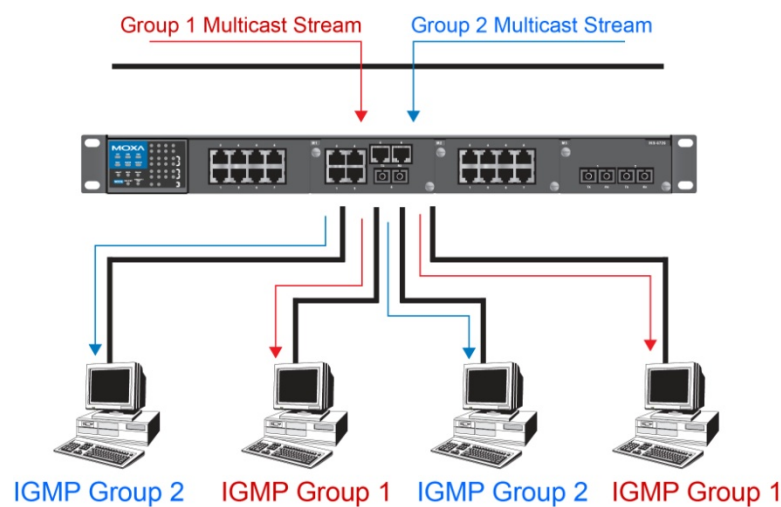 Group 1 Multicast Stream
Group 2 Multicast Stream
MOXA
IGMP Group 2
IGMP Group 1
IGMP Group 2
IGMP Group 1